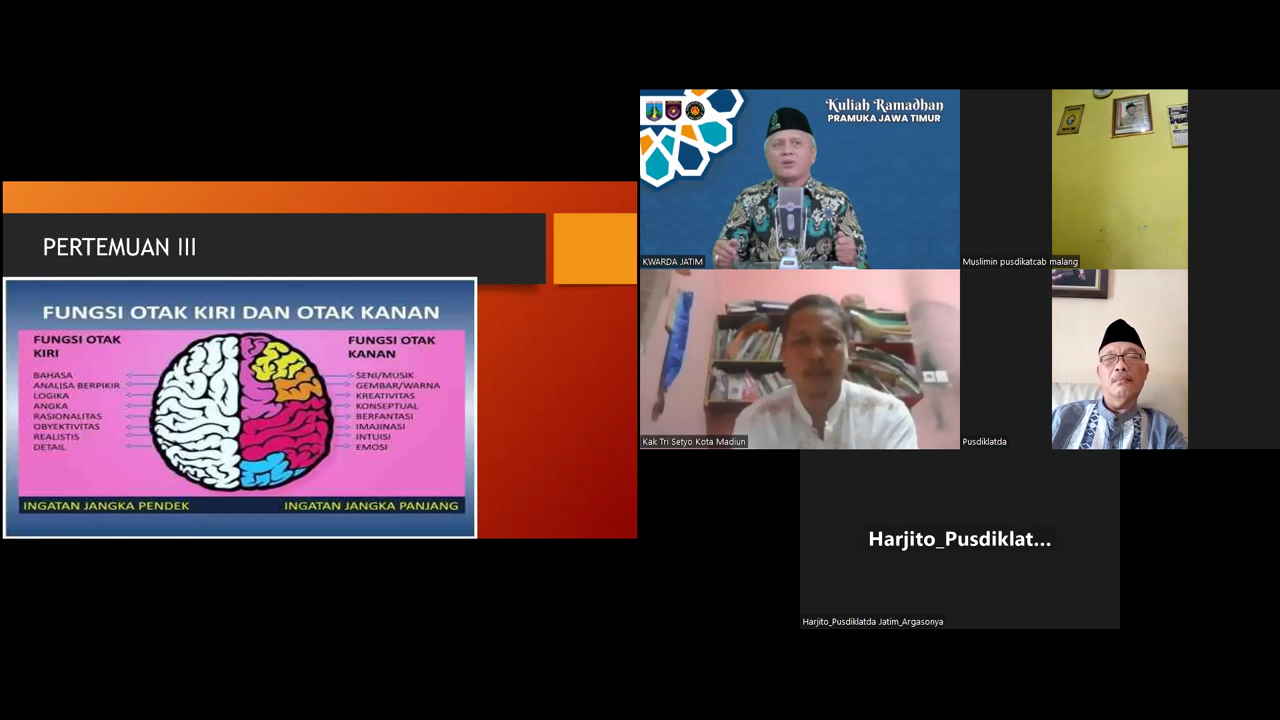 PERTEMUAN III
FUNGSI OTAK KIRI DAN OTAK KANAN
FUNGSI OTAK
KIRI
BAHASA
ANALISA BERPIKIR
LOGIKA
ANGKA
RASIONALITAS
OBYEKTIVITAS
REALISTIS
DETAIL
FUNGSI OTAK
KANAN
SENI/MUSIK
GEMBAR/WARNA
KREATIVITAS
KONSEPTUAL
BERFANTASI
IMAJINASI
INTUISI
EMOSI
INGATAN JANGKA PENDEK
INGATAN JANGKA PANJANG
Kuliah Ramadhan
PRAMUKA JAWA TIMUR
KWARDA JATIM
Muslimin pusdikatcab malang
Kak Tri Setyo Kota Madiun
Pusdiklatda
Harjito_Pusdiklat...
Harjito_Pusdiklatda Jatim_Argasonya